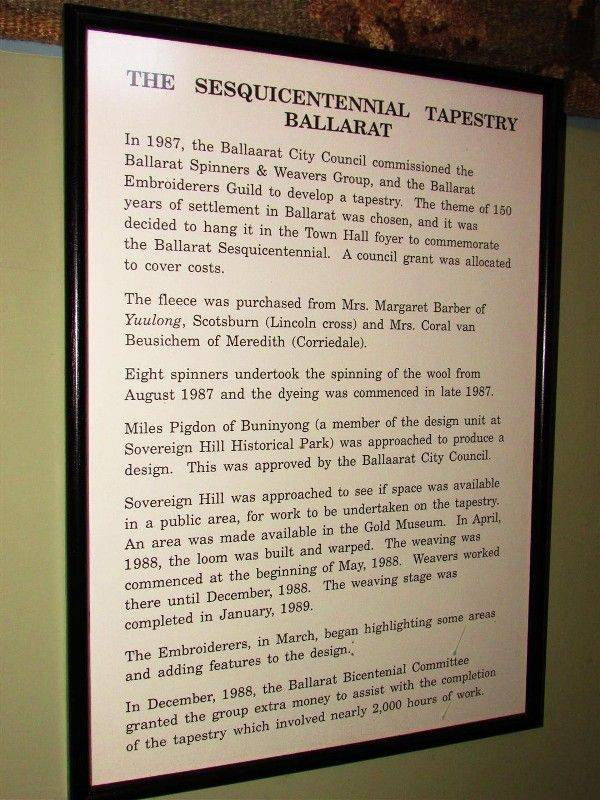 THE SESQUICENTENNIAL TAPESTRY
BALLARAT
In 1987, the Ballaarat City Council commissioned the
Ballarat Spinners & Weavers Group, and the Ballarat
Embroiderers Guild to develop a tapestry. The theme of 150
years of settlement in Ballarat was chosen, and it was
decided to hang it in the Town Hall foyer to commemorate
the Ballarat Sesquicentennial. A council grant was allocated
to cover costs.
The fleece was purchased from Mrs. Margaret Barber of
Yuulong, Scotsburn (Lincoln cross) and Mrs. Coral van
Beusichem of Meredith (Corriedale).
Eight spinners undertook the spinning of the wool from
August 1987 and the dyeing was commenced in late 1987.
Miles Pigdon of Buninyong (a member of the design unit at
Sovereign Hill Historical Park) was approached to produce a
design. This was approved by the Ballaarat City Council.
Sovereign Hill was approached to see if space was available
in a public area, for work to be undertaken on the tapestry.
An area was made available in the Gold Museum. In April,
1988, the loom was built and warped. The weaving was
commenced at the beginning of May, 1988. Weavers worked
there until December, 1988. The weaving stage was
completed in January, 1989.
The Embroiderers, in March, began highlighting some areas
and adding features to the design.
In December, 1988, the Ballarat Bicentenial Committee
granted the group extra money to assist with the completion
of the tapestry which involved nearly 2,000 hours of work.